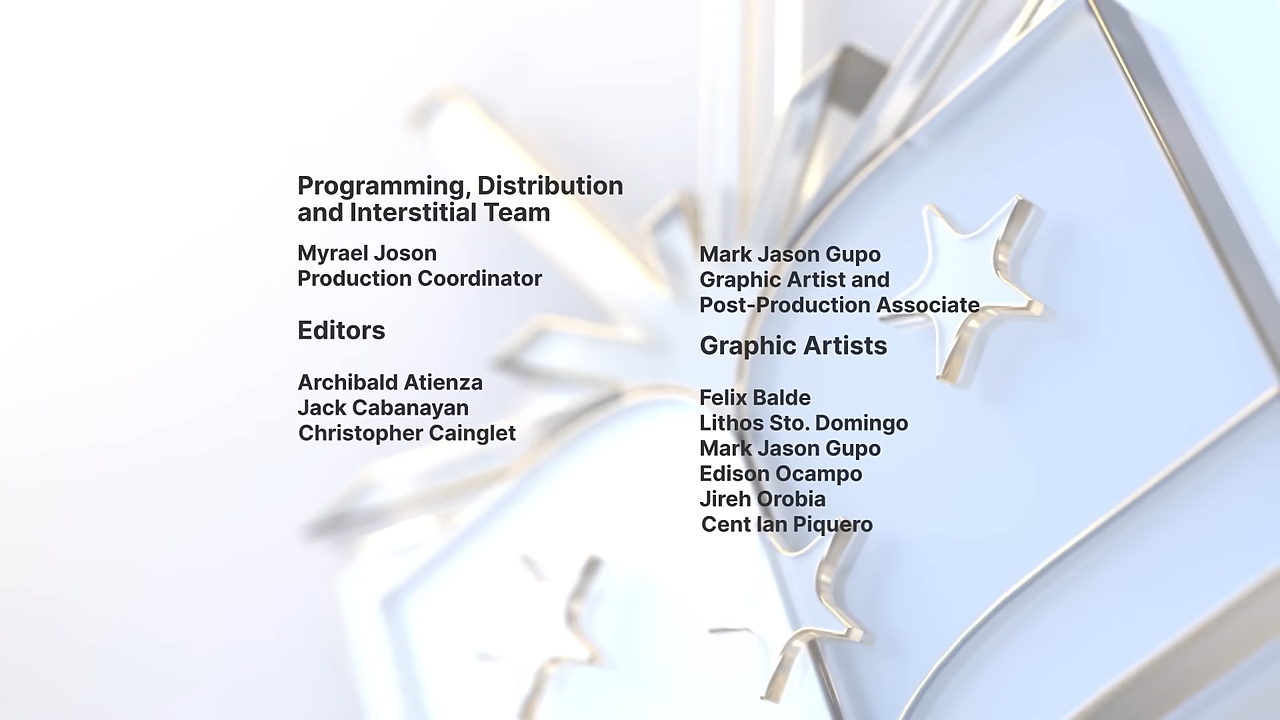 Programming, Distribution
and Interstitial Team
Myrael Joson
Production Coordinator
Editors
Archibald Atienza
Jack Cabanayan
Christopher Cainglet
Mark Jason Gupo
Graphic Artist and
Post-Production Associate
Graphic Artists
Felix Balde
Lithos Sto. Domingo
Mark Jason Gupo
Edison Ocampo
Jireh Orobia
Cent Ian Piquero